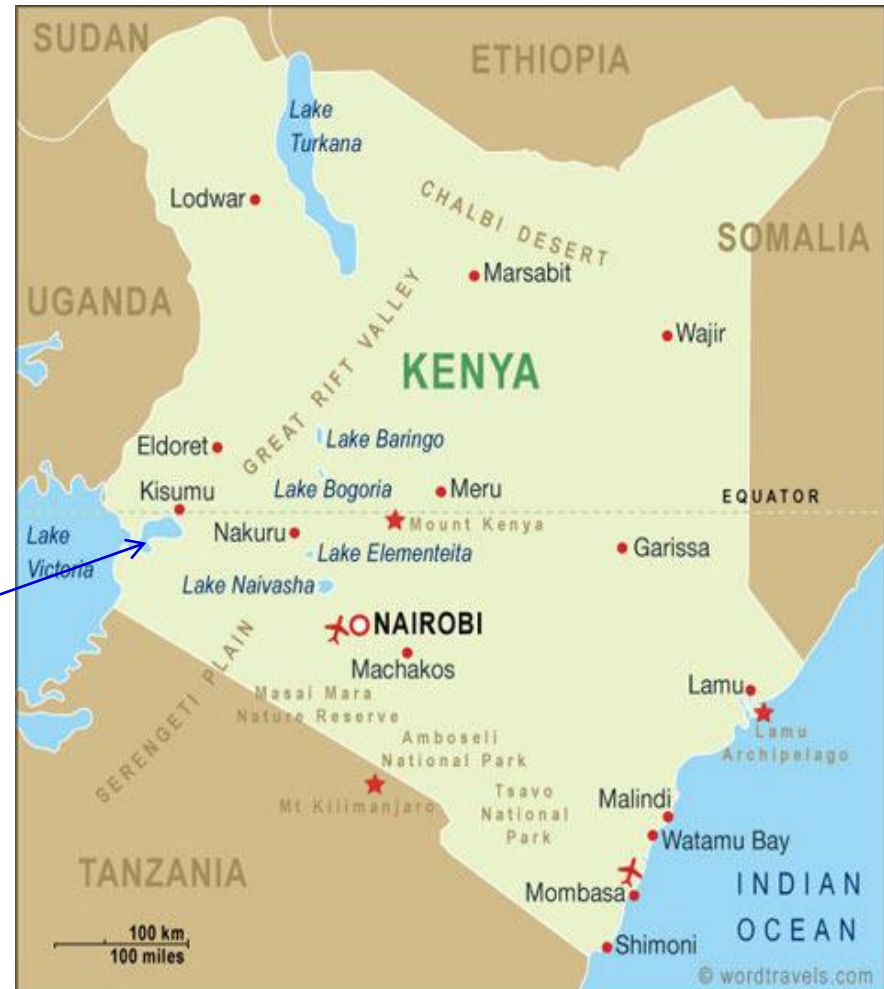 SUDAN
ETHIOPIA
Lake
Turkana
Lodwar
CHALBI DESERT
SOMALIA
Marsabit
UGANDA
Wajir
GREAT RIFT VALLEY
KENYA
Eldoret
Lake Baringo
Kisumu
Lake Bogoria
Meru
EQUATOR
Lake
Victoria
Nakuru
Mount Kenya
Lake Elementeita
Garissa
Lake Naivasha
NAIROBI
Machakos
SERENGETI PLAIN
Masai Mara
Nature Reserve
Lamu
Lamu
Archipelago
Amboseli
National Park
Mt Kilimanjaro
Tsavo
National
Park
Malindi
Watamu Bay
TANZANIA
Mombasa
INDIAN
OCEAN
100 km
100 miles
Shimoni
© wordtravels.com